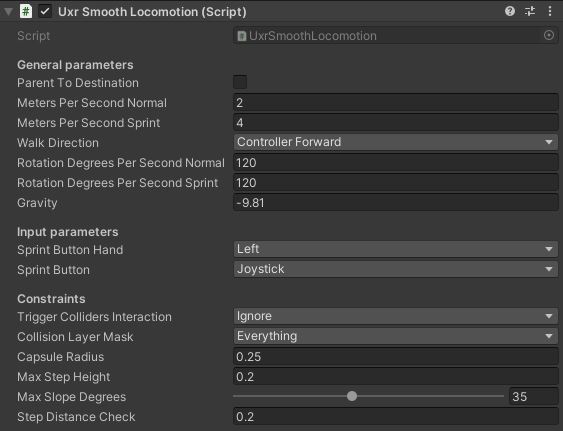 Uxr Smooth Locomotion (Script)
Script UxrSmoothLocomotion
General parameters
Parent To Destination
Meters Per Second Normal 2
Meters Per Second Sprint 4
Walk Direction Controller Forward
Rotation Degrees Per Second Normal 120
Rotation Degrees Per Second Sprint 120
Gravity -9.81
Input parameters
Sprint Button Hand Left
Sprint Button Joystick
Constraints
Trigger Colliders Interaction Ignore
Collision Layer Mask Everything
Capsule Radius 0.25
Max Step Height 0.2
Max Slope Degrees 35
Step Distance Check 0.2